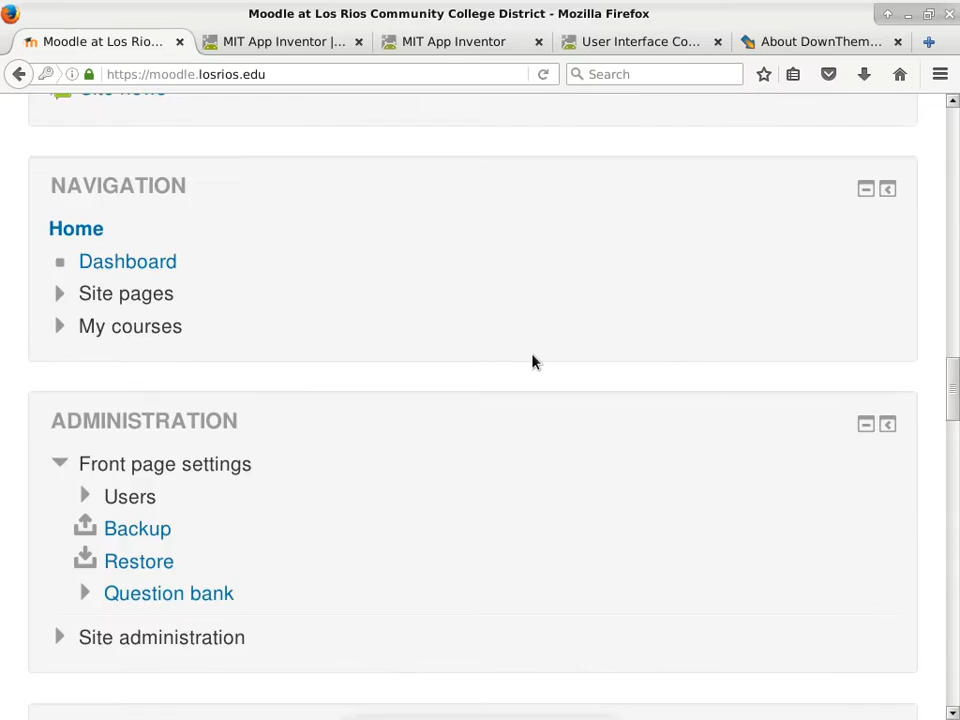 Moodle at Los Rios Community College District - Mozilla Firefox
Moodle at Los Rio... MIT App Inventor |... MIT App Inventor User Interface Co... About DownThem...
https://moodle.losrios.edu Search
Site news
NAVIGATION
Home
Dashboard
Site pages
My courses
ADMINISTRATION
Front page settings
Users
Backup
Restore
Question bank
Site administration